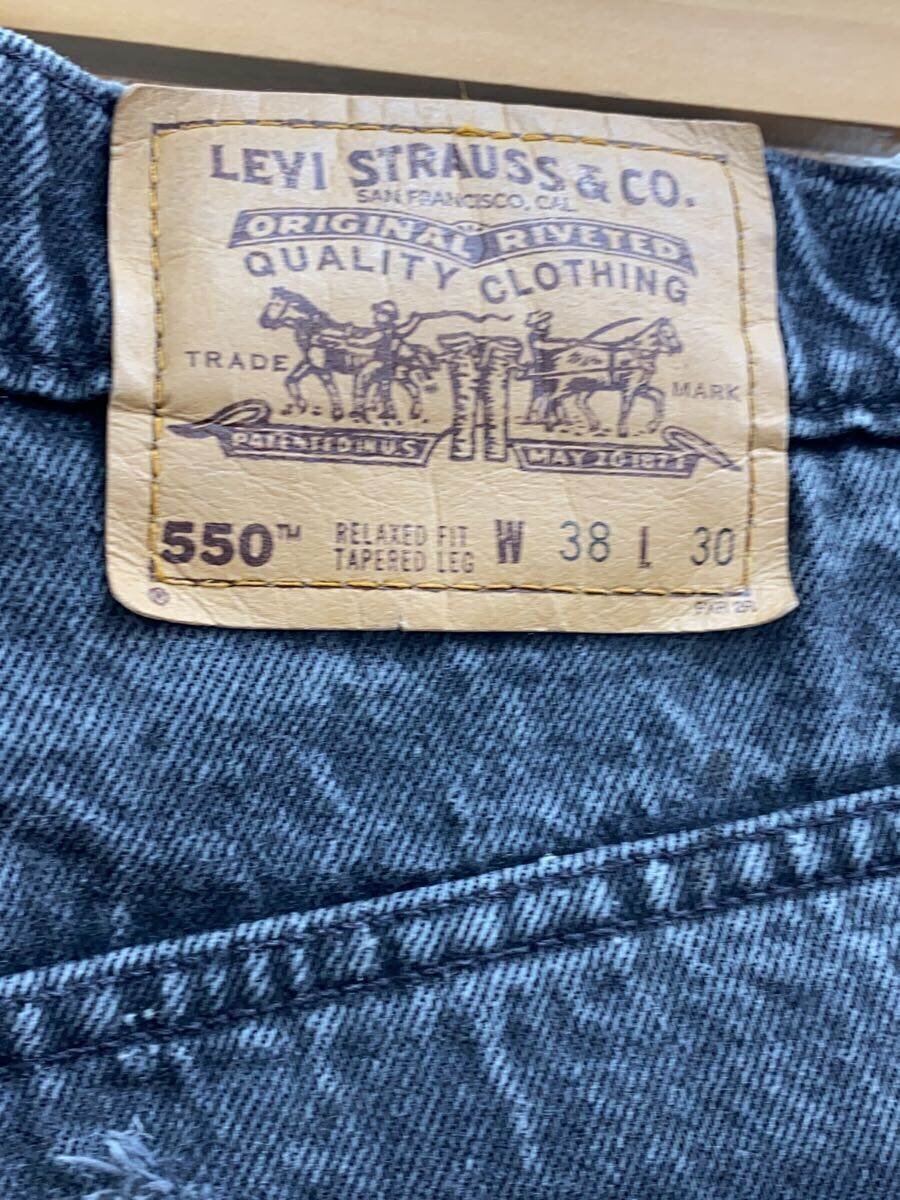 LEVI STRAUSS & CO.
SAN FRANCISCO, CAL
ORIGINAL RIVETED
QUALITY CLOTHING
TRADE MARK
PATENTED IN U.S. MAY 20 1873
550™ RELAXED FIT W 38 L 30
TAPERED LEG
®